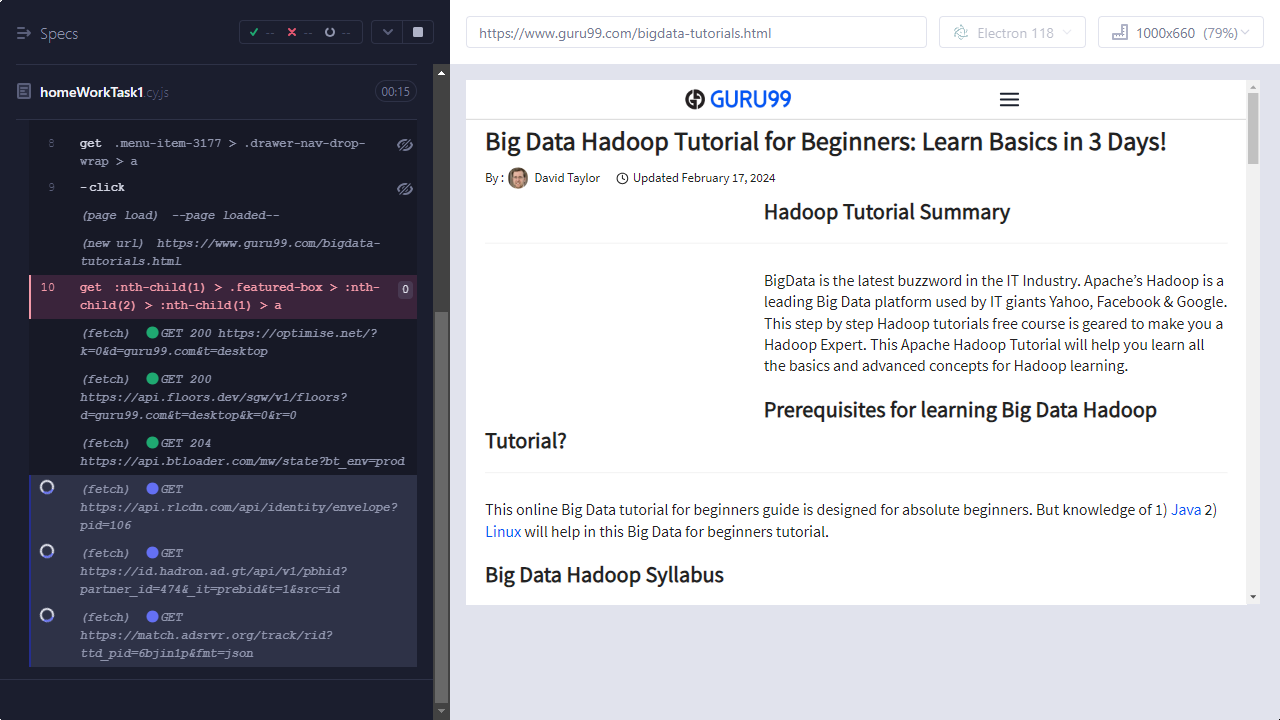 Specs
-- -- --
homeWorkTask1.cy.js
00:15
8 get .menu-item-3177 > .drawer-nav-drop-
wrap > a
9 -click
(page load) --page loaded--
(new url) https://www.guru99.com/bigdata-
tutorials.html
10 get :nth-child(1) > .featured-box > :nth-
child(2) > :nth-child(1) > a
0
(fetch) GET 200 https://optimise.net/?
k=0&d=guru99.com&t=desktop
(fetch) GET 200
https://api.floors.dev/sgw/v1/floors?
d=guru99.com&t=desktop&k=0&r=0
(fetch) GET 204
https://api.btloader.com/mw/state?bt_env=prod
(fetch) GET
https://api.rlcdn.com/api/identity/envelope?
pid=106
(fetch) GET
https://id.hadron.ad.gt/api/v1/pbhid?
partner_id=474&_it=prebid&t=1&src=id
(fetch) GET
https://match.adsrvr.org/track/rid?
ttd_pid=6bjin1p&fmt=json
https://www.guru99.com/bigdata-tutorials.html
Electron 118
1000x660 (79%)
GURU99
Big Data Hadoop Tutorial for Beginners: Learn Basics in 3 Days!
By : David Taylor Updated February 17, 2024
Hadoop Tutorial Summary
BigData is the latest buzzword in the IT Industry. Apache’s Hadoop is a
leading Big Data platform used by IT giants Yahoo, Facebook & Google.
This step by step Hadoop tutorials free course is geared to make you a
Hadoop Expert. This Apache Hadoop Tutorial will help you learn all
the basics and advanced concepts for Hadoop learning.
Prerequisites for learning Big Data Hadoop
Tutorial?
This online Big Data tutorial for beginners guide is designed for absolute beginners. But knowledge of 1) Java 2)
Linux will help in this Big Data for beginners tutorial.
Big Data Hadoop Syllabus